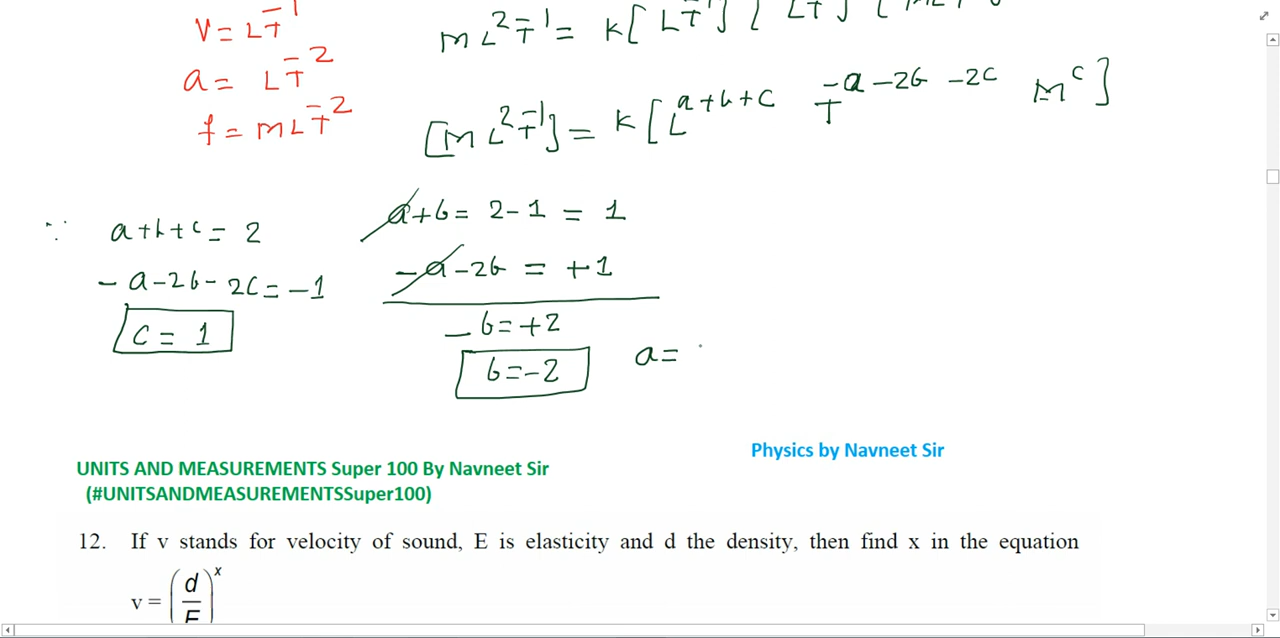 V = LT⁻¹
mL²T⁻¹ = K[LT⁻¹] [LT
a = LT⁻²
f = mLT⁻²
[mL²T⁻¹] = K[L^a+b+c T^-a-2b-2c M^c]
∵ a+b+c = 2
a+b = 2-1 = 1
-a-2b-2c = -1
-a-2b = +1
c = 1
-b = +2
b = -2
a =
Physics by Navneet Sir
UNITS AND MEASUREMENTS Super 100 By Navneet Sir
(#UNITSANDMEASUREMENTSSuper100)
12. If v stands for velocity of sound, E is elasticity and d the density, then find x in the equation
v = (d/E)^x